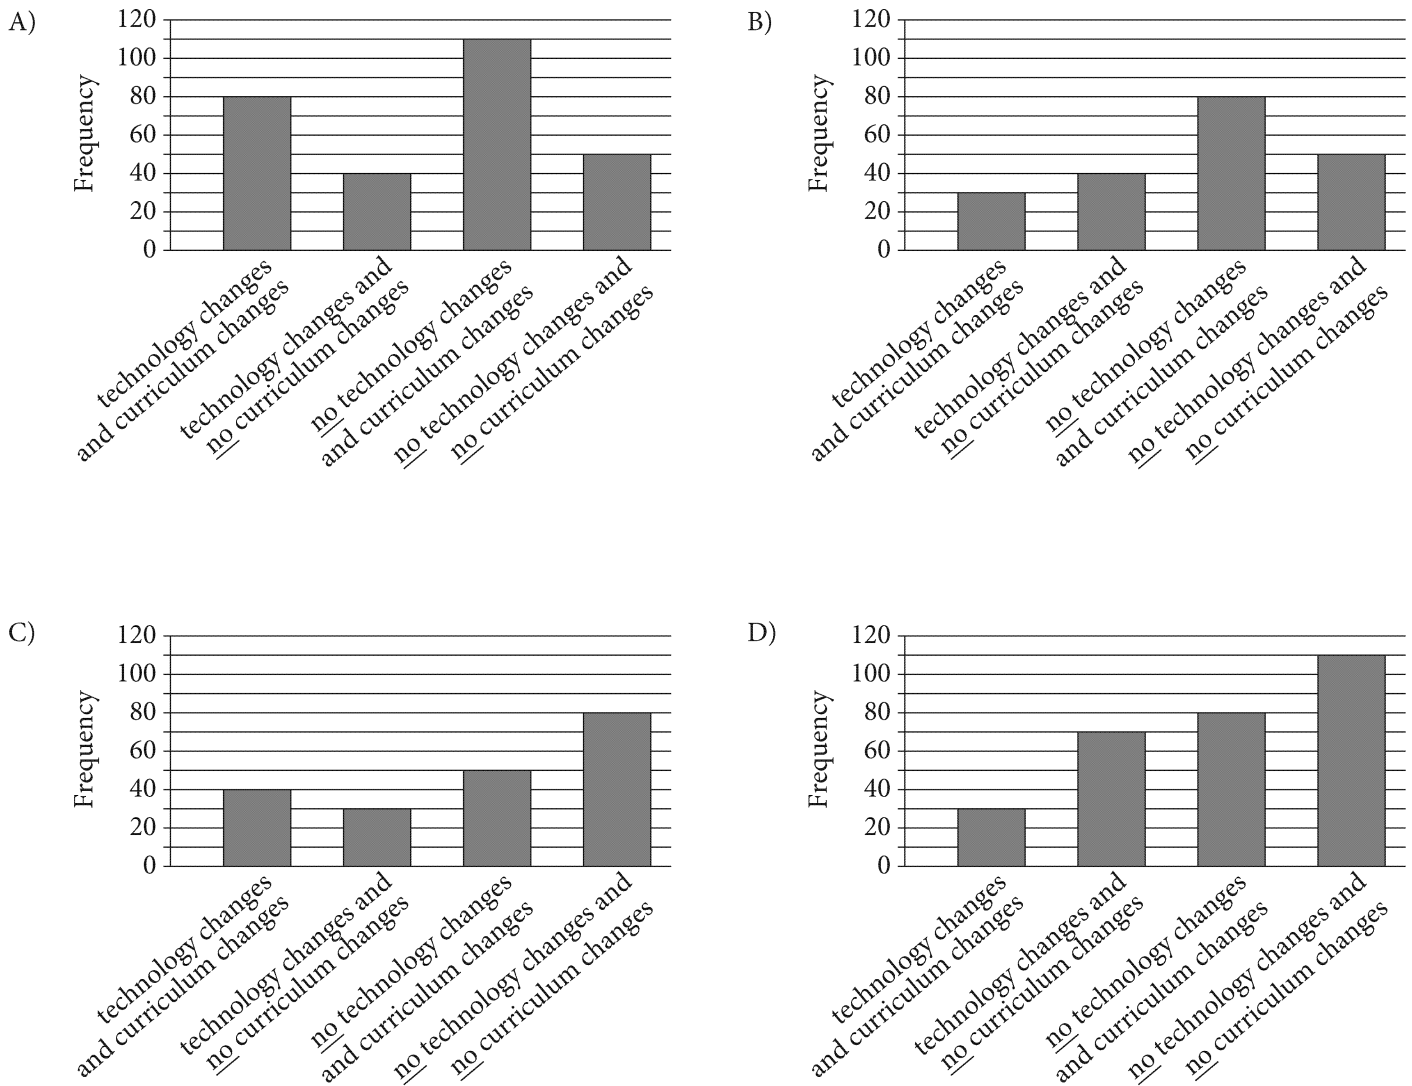 A)
Frequency
120
100
80
60
40
20
0
technology changes
and curriculum changes
technology changes and
no curriculum changes
no technology changes
and curriculum changes
no technology changes and
no curriculum changes
B)
Frequency
120
100
80
60
40
20
0
technology changes
and curriculum changes
technology changes and
no curriculum changes
no technology changes
and curriculum changes
no technology changes and
no curriculum changes
C)
Frequency
120
100
80
60
40
20
0
technology changes
and curriculum changes
technology changes and
no curriculum changes
no technology changes
and curriculum changes
no technology changes and
no curriculum changes
D)
Frequency
120
100
80
60
40
20
0
technology changes
and curriculum changes
technology changes and
no curriculum changes
no technology changes
and curriculum changes
no technology changes and
no curriculum changes